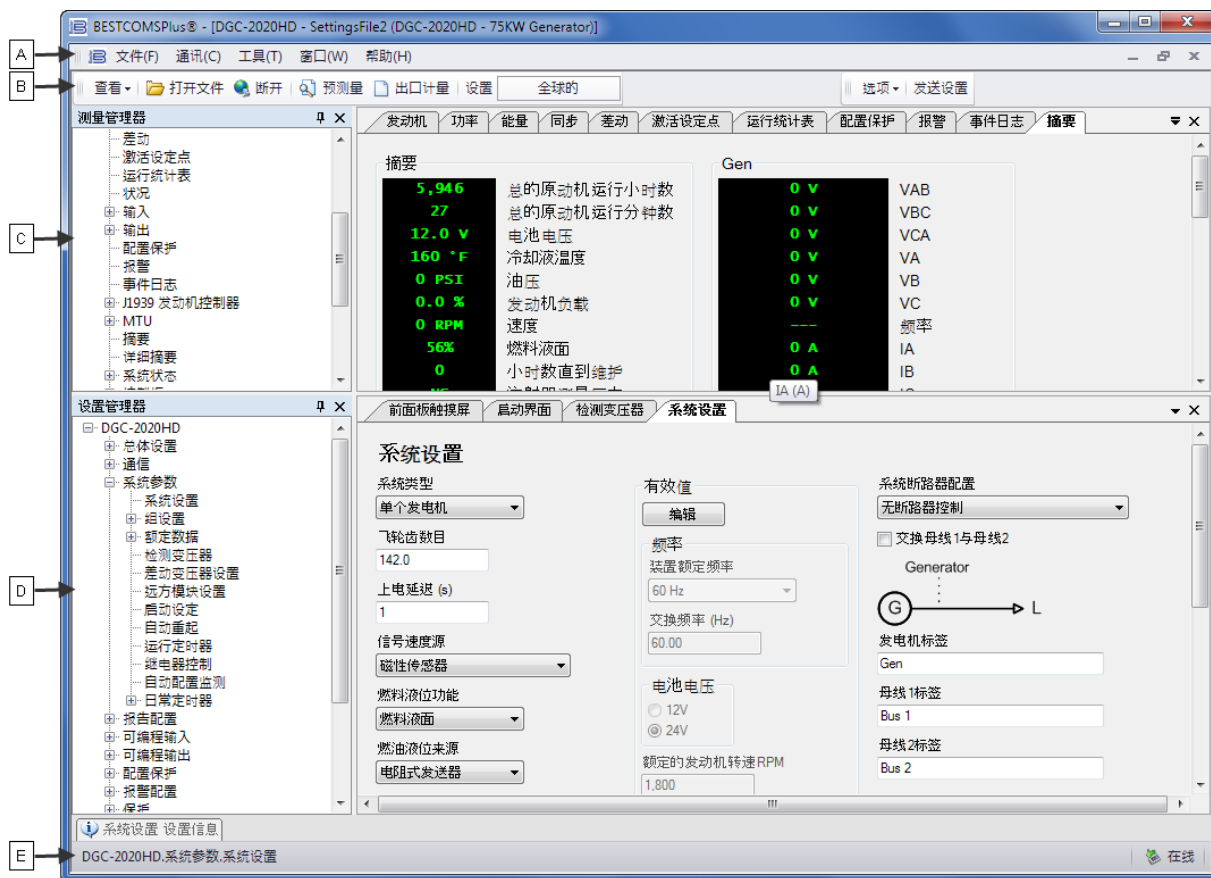 BESTCOMSPlus® - [DGC-2020HD - SettingsFile2 (DGC-2020HD - 75KW Generator)]
A
文件(F) 通讯(C) 工具(T) 窗口(W) 帮助(H)
B
查看 打开文件 断开 预测量 出口计量 设置 全球的 选项 发送设置
测量管理器
差动
激活设定点
运行统计表
状况
输入
输出
配置保护
报警
事件日志
J1939 发动机控制器
MTU
摘要
详细摘要
系统状态
C
发动机 功率 能量 同步 差动 激活设定点 运行统计表 配置保护 报警 事件日志 摘要
摘要
5,946 总的原动机运行小时数
27 总的原动机运行分钟数
12.0 V 电池电压
160 °F 冷却液温度
0 PSI 油压
0.0 % 发动机负载
0 RPM 速度
56% 燃料液面
0 小时数直到维护
Gen
0 V VAB
0 V VBC
0 V VCA
0 V VA
0 V VB
0 V VC
--- 频率
0 A IA
0 A IB
IA (A)
设置管理器
DGC-2020HD
总体设置
通信
系统参数
系统设置
组设置
额定数据
检测变压器
差动变压器设置
远方模块设置
启动设定
自动重起
运行定时器
继电器控制
自动配置监测
日常定时器
报告配置
可编程输入
可编程输出
配置保护
报警配置
保护
D
前面板触摸屏 启动界面 检测变压器 系统设置
系统设置
系统类型
单个发电机
飞轮齿数目
142.0
上电延迟 (s)
1
信号速度源
磁性传感器
燃料液位功能
燃料液面
燃油液位来源
电阻式发送器
有效值
编辑
频率
装置额定频率
60 Hz
交换频率 (Hz)
60.00
电池电压
12V
24V
额定的发动机转速RPM
1,800
系统断路器配置
无断路器控制
交换母线1与母线2
Generator
G L
发电机标签
Gen
母线 1标签
Bus 1
母线2标签
Bus 2
系统设置 设置信息
E
DGC-2020HD.系统参数.系统设置 在线